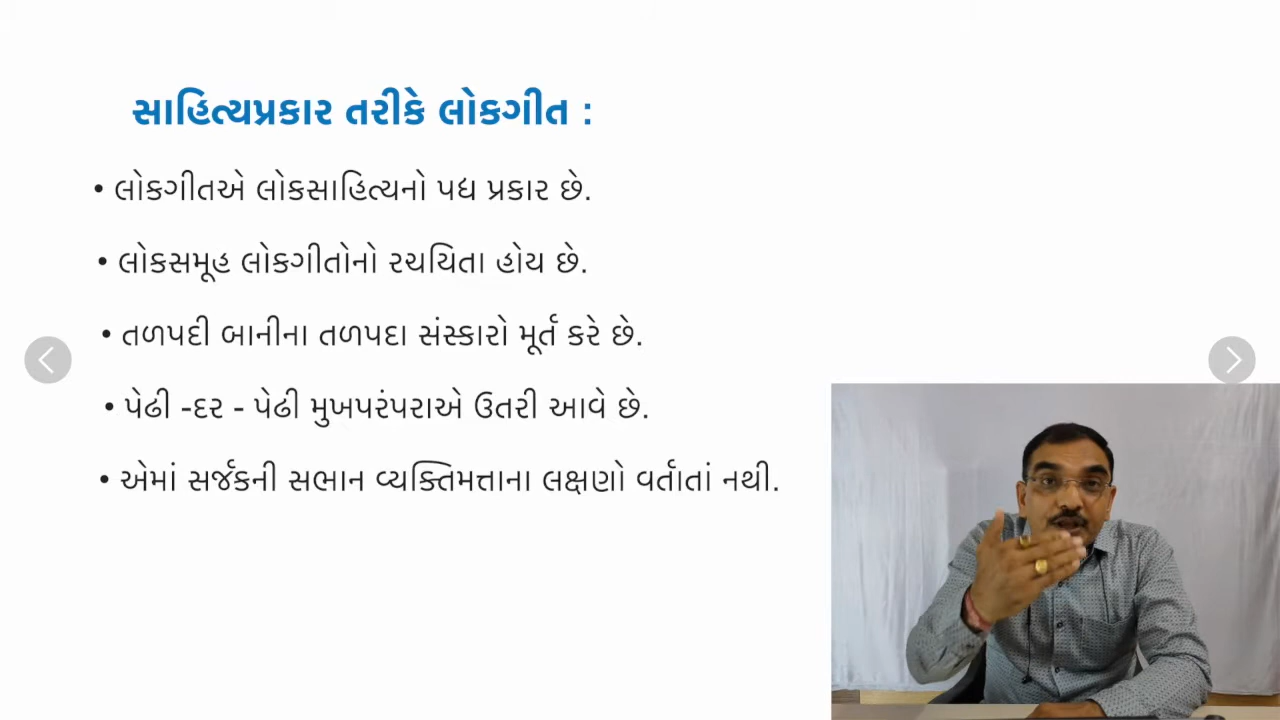 સાહિત્યપ્રકાર તરીકે લોકગીત :
• લોકગીતએ લોકસાહિત્યનો પદ્ય પ્રકાર છે.
• લોકસમૂહ લોકગીતોનો રચયિતા હોય છે.
• તળપદી બાનીના તળપદા સંસ્કારો મૂર્ત કરે છે.
• પેઢી -દર - પેઢી મુખપરંપરાએ ઉતરી આવે છે.
• એમાં સર્જકની સભાન વ્યક્તિમત્તાના લક્ષણો વર્તાતાં નથી.